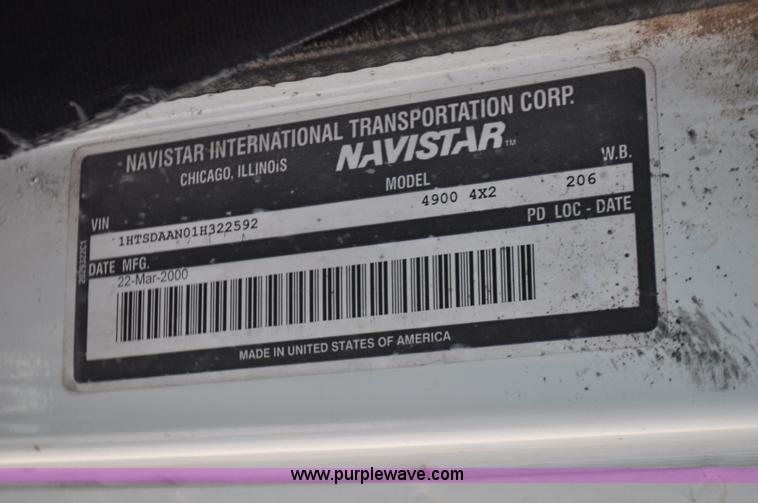 NAVISTAR INTERNATIONAL TRANSPORTATION CORP.
CHICAGO, ILLINOIS NAVISTAR™
VIN MODEL W.B.
1HTSDAAN01H322592 4900 4X2 206
DATE MFG. PD LOC - DATE
22-Mar-2000
MADE IN UNITED STATES OF AMERICA
www.purplewave.com